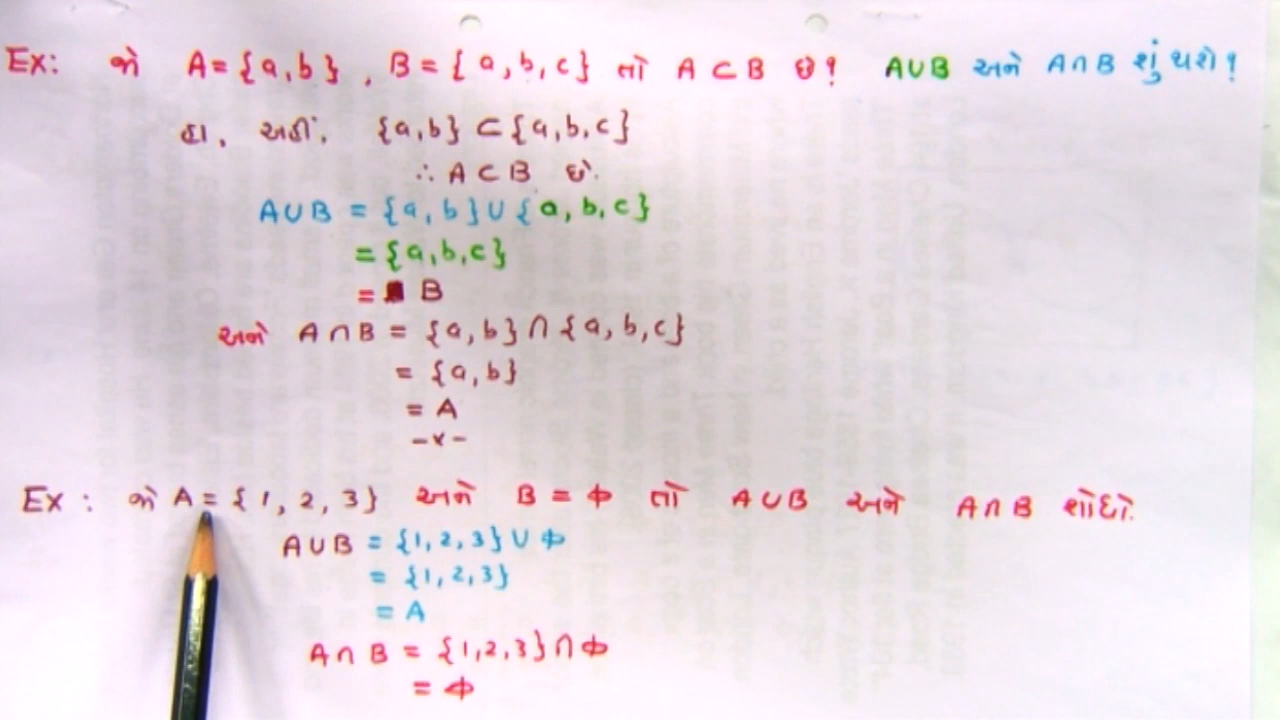 Ex: જો A = {a, b} , B = {a, b, c} તો A ⊂ B છે? A∪B અને A∩B શું થશે?
હા, અહીં, {a, b} ⊂ {a, b, c}
∴ A ⊂ B છે.
A∪B = {a, b} ∪ {a, b, c}
= {a, b, c}
= B
અને A∩B = {a, b} ∩ {a, b, c}
= {a, b}
= A
-x-
Ex : જો A = {1, 2, 3} અને B = ϕ તો A∪B અને A∩B શોધો.
A∪B = {1, 2, 3} ∪ ϕ
= {1, 2, 3}
= A
A∩B = {1, 2, 3} ∩ ϕ
= ϕ